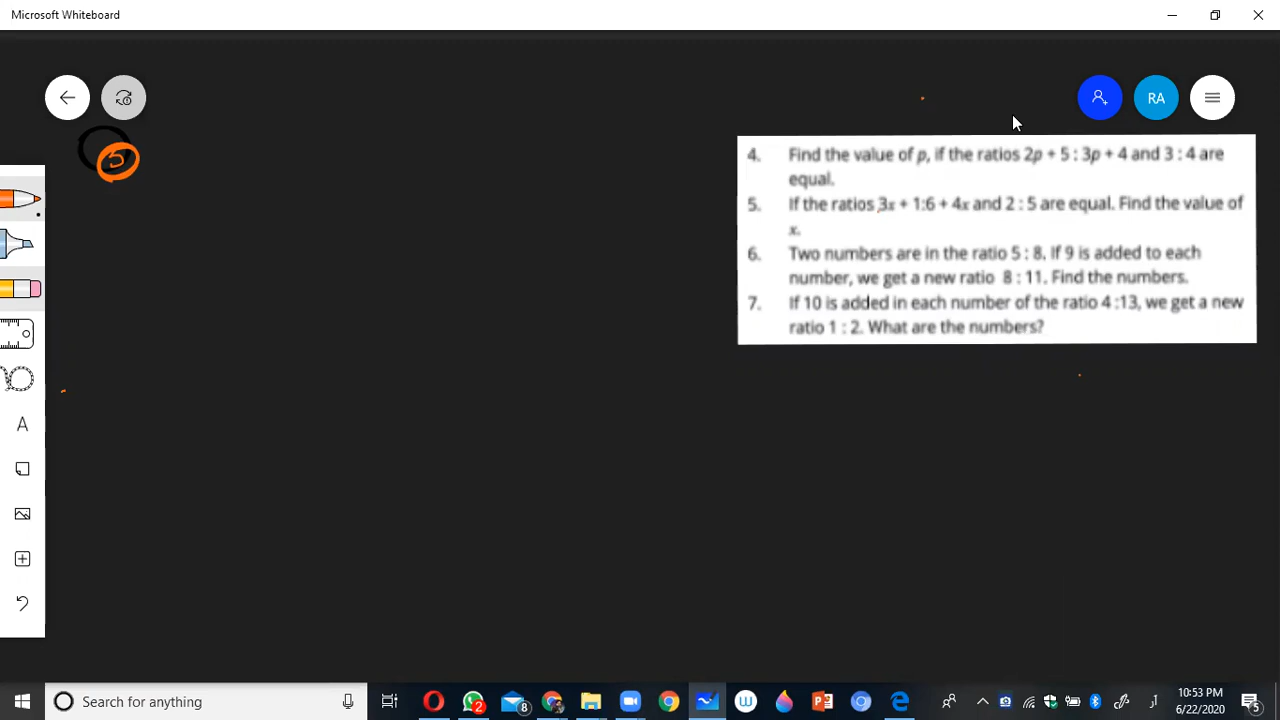 Microsoft Whiteboard
RA
5
4. Find the value of p, if the ratios 2p + 5 : 3p + 4 and 3 : 4 are
equal.
5. If the ratios 3x + 1:6 + 4x and 2 : 5 are equal. Find the value of
x.
6. Two numbers are in the ratio 5 : 8. If 9 is added to each
number, we get a new ratio 8 : 11. Find the numbers.
7. If 10 is added in each number of the ratio 4 :13, we get a new
ratio 1 : 2. What are the numbers?
A
Search for anything
2
8
10:53 PM
6/22/2020
5